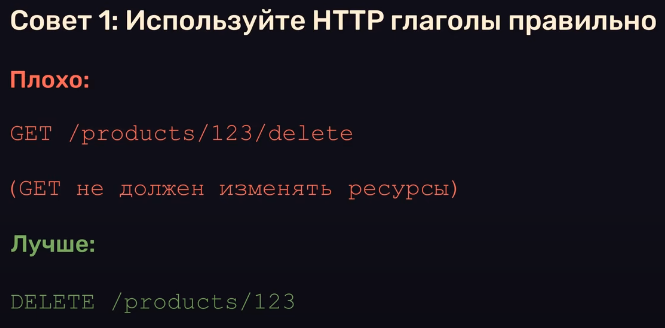 Совет 1: Используйте HTTP глаголы правильно
Плохо:
GET /products/123/delete
(GET не должен изменять ресурсы)
Лучше:
DELETE /products/123